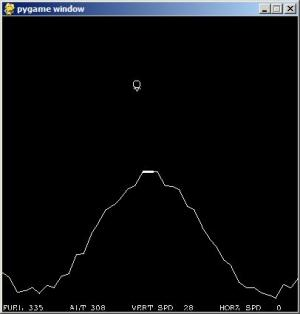 pygame window
FUEL 335 ALT 308 VERT SPD 28 HORZ SPD 0